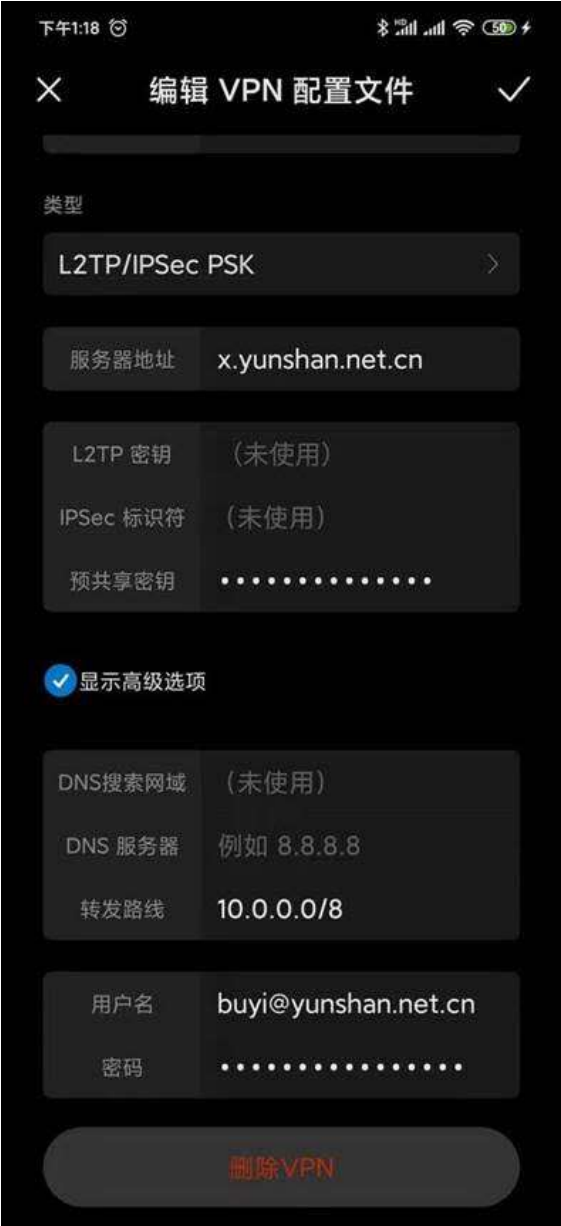 下午1:18
HD
50
编辑 VPN 配置文件
类型
L2TP/IPSec PSK
服务器地址 x.yunshan.net.cn
L2TP 密钥 （未使用）
IPSec 标识符 （未使用）
预共享密钥 ••••••••••••••
显示高级选项
DNS搜索网域 （未使用）
DNS 服务器 例如 8.8.8.8
转发路线 10.0.0.0/8
用户名 buyi@yunshan.net.cn
密码 ••••••••••••••••
删除VPN